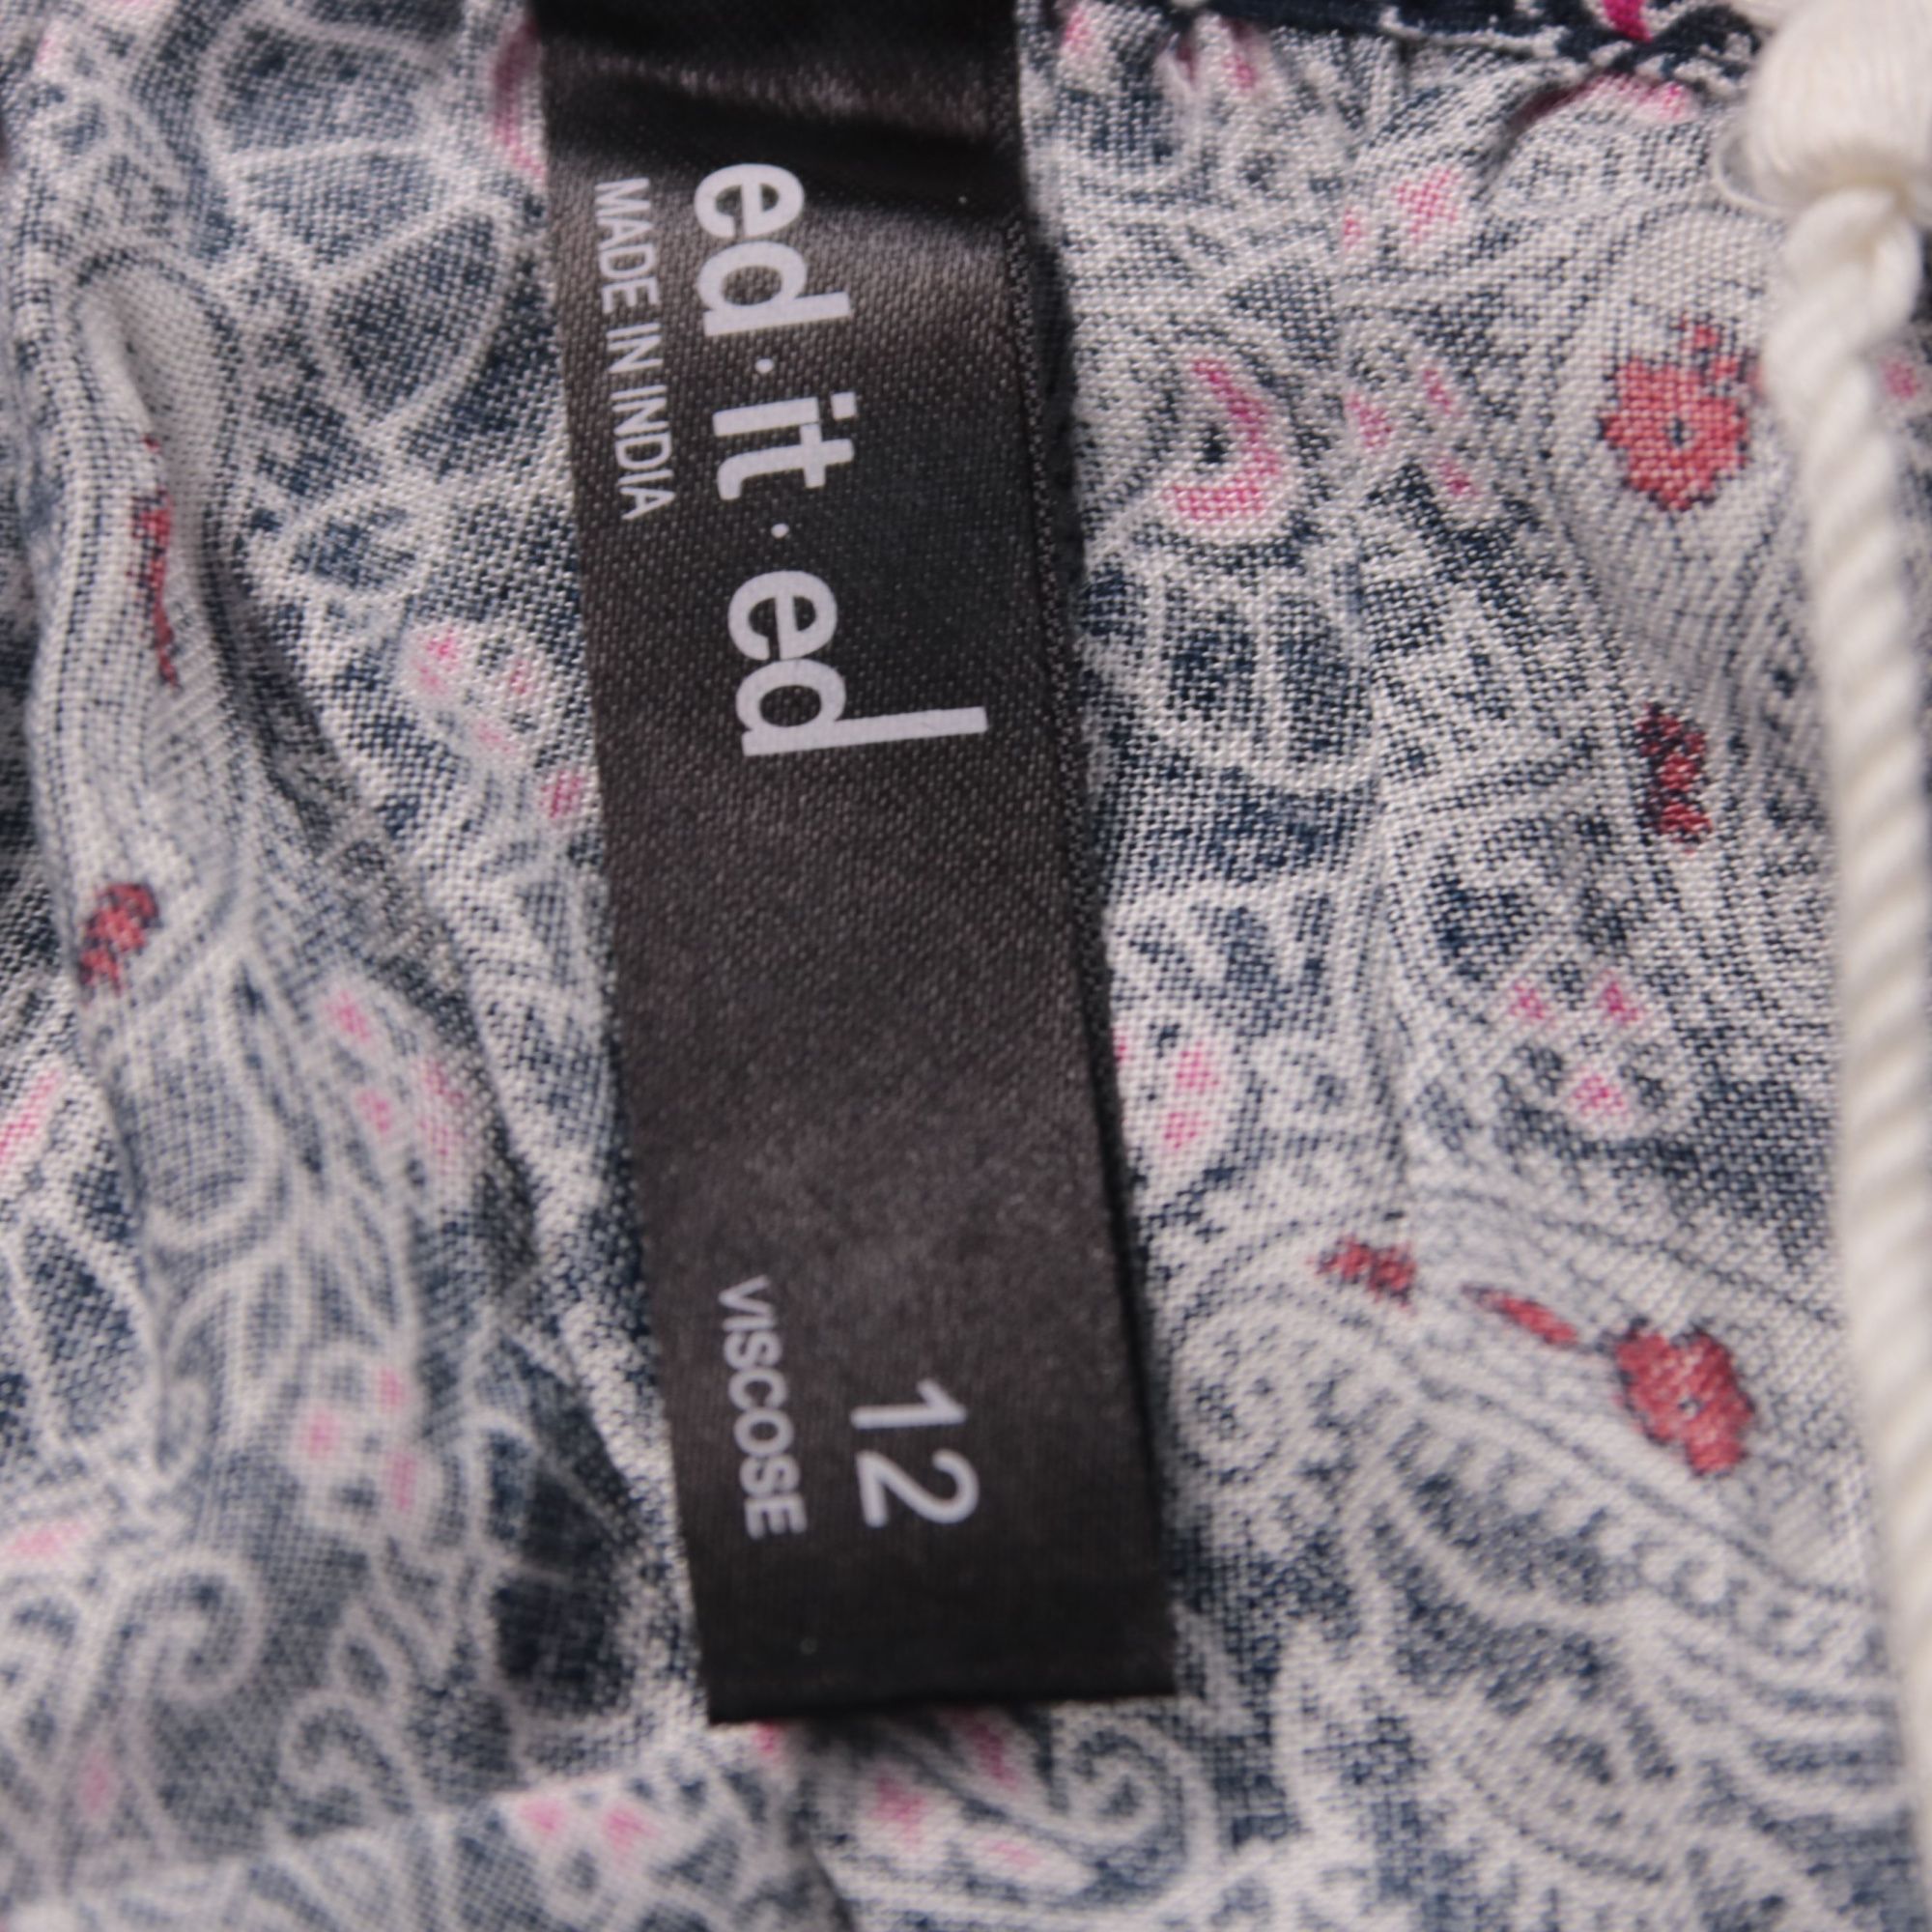 ed·it·ed
MADE IN INDIA
12
VISCOSE